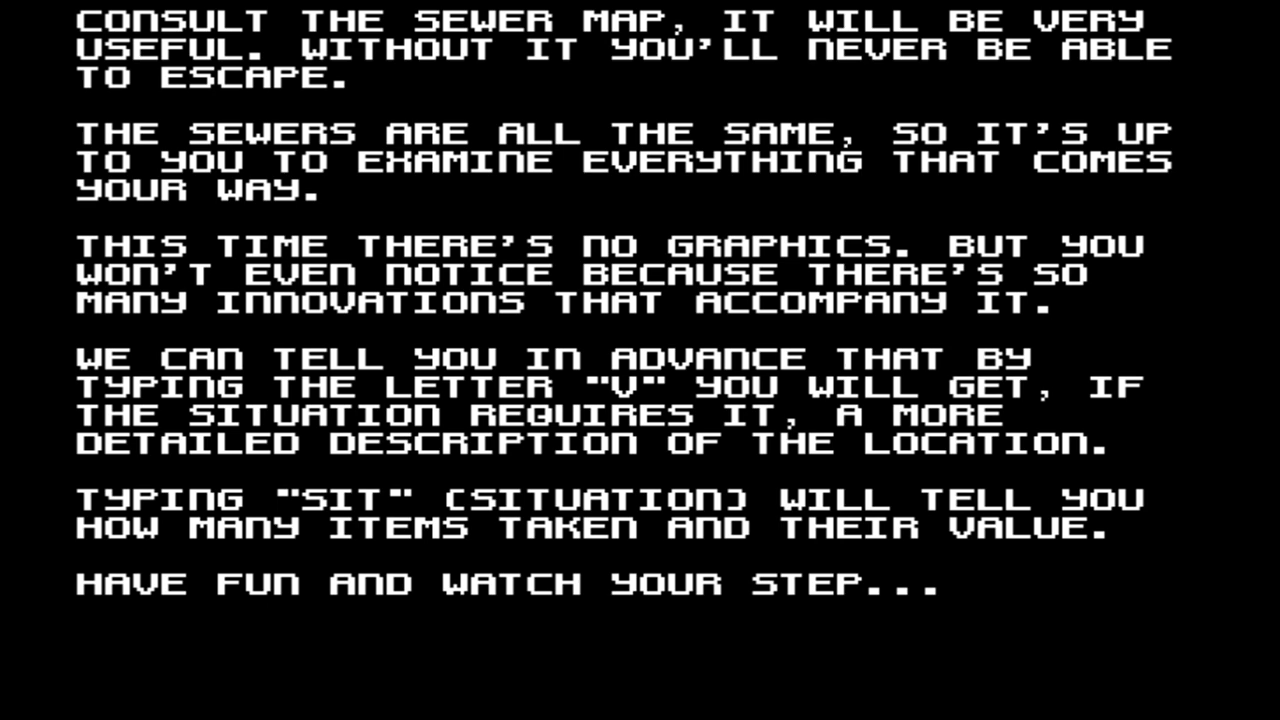 CONSULT THE SEWER MAP, IT WILL BE VERY
USEFUL. WITHOUT IT YOU'LL NEVER BE ABLE
TO ESCAPE.
THE SEWERS ARE ALL THE SAME, SO IT'S UP
TO YOU TO EXAMINE EVERYTHING THAT COMES
YOUR WAY.
THIS TIME THERE'S NO GRAPHICS. BUT YOU
WON'T EVEN NOTICE BECAUSE THERE'S SO
MANY INNOVATIONS THAT ACCOMPANY IT.
WE CAN TELL YOU IN ADVANCE THAT BY
TYPING THE LETTER "V" YOU WILL GET, IF
THE SITUATION REQUIRES IT, A MORE
DETAILED DESCRIPTION OF THE LOCATION.
TYPING "SIT" (SITUATION) WILL TELL YOU
HOW MANY ITEMS TAKEN AND THEIR VALUE.
HAVE FUN AND WATCH YOUR STEP...